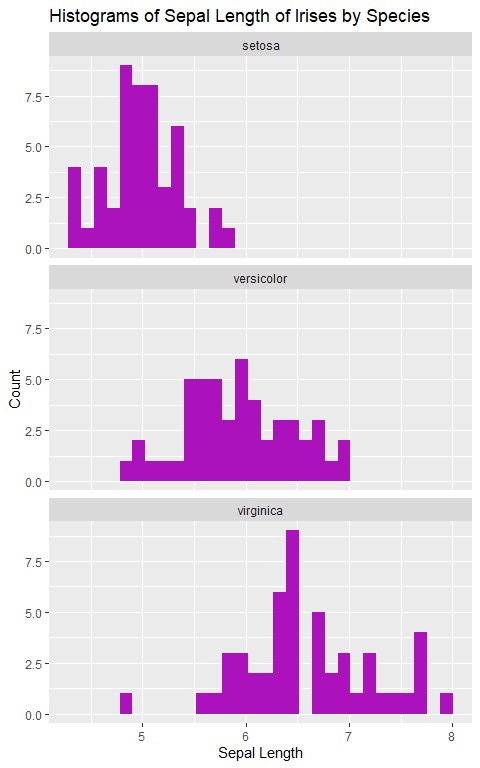 Histograms of Sepal Length of Irises by Species
setosa
7.5
5.0
2.5
0.0
versicolor
7.5
5.0
2.5
0.0
Count
virginica
7.5
5.0
2.5
0.0
5 6 7 8
Sepal Length